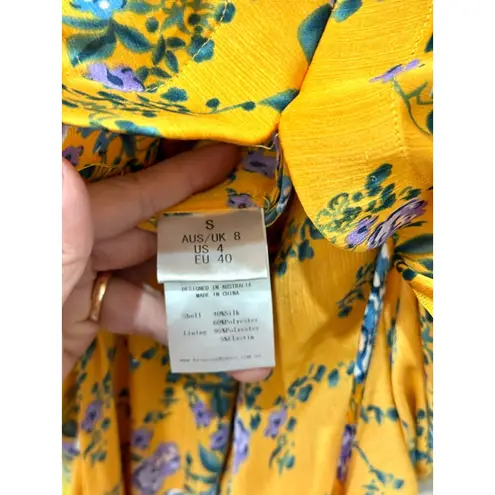 S
AUS/UK 8
US 4
EU 40
DESIGNED IN AUSTRALIA
MADE IN CHINA
Shell 40%Silk
60%Polyester
Lining 95%Polyester
5%Elastin